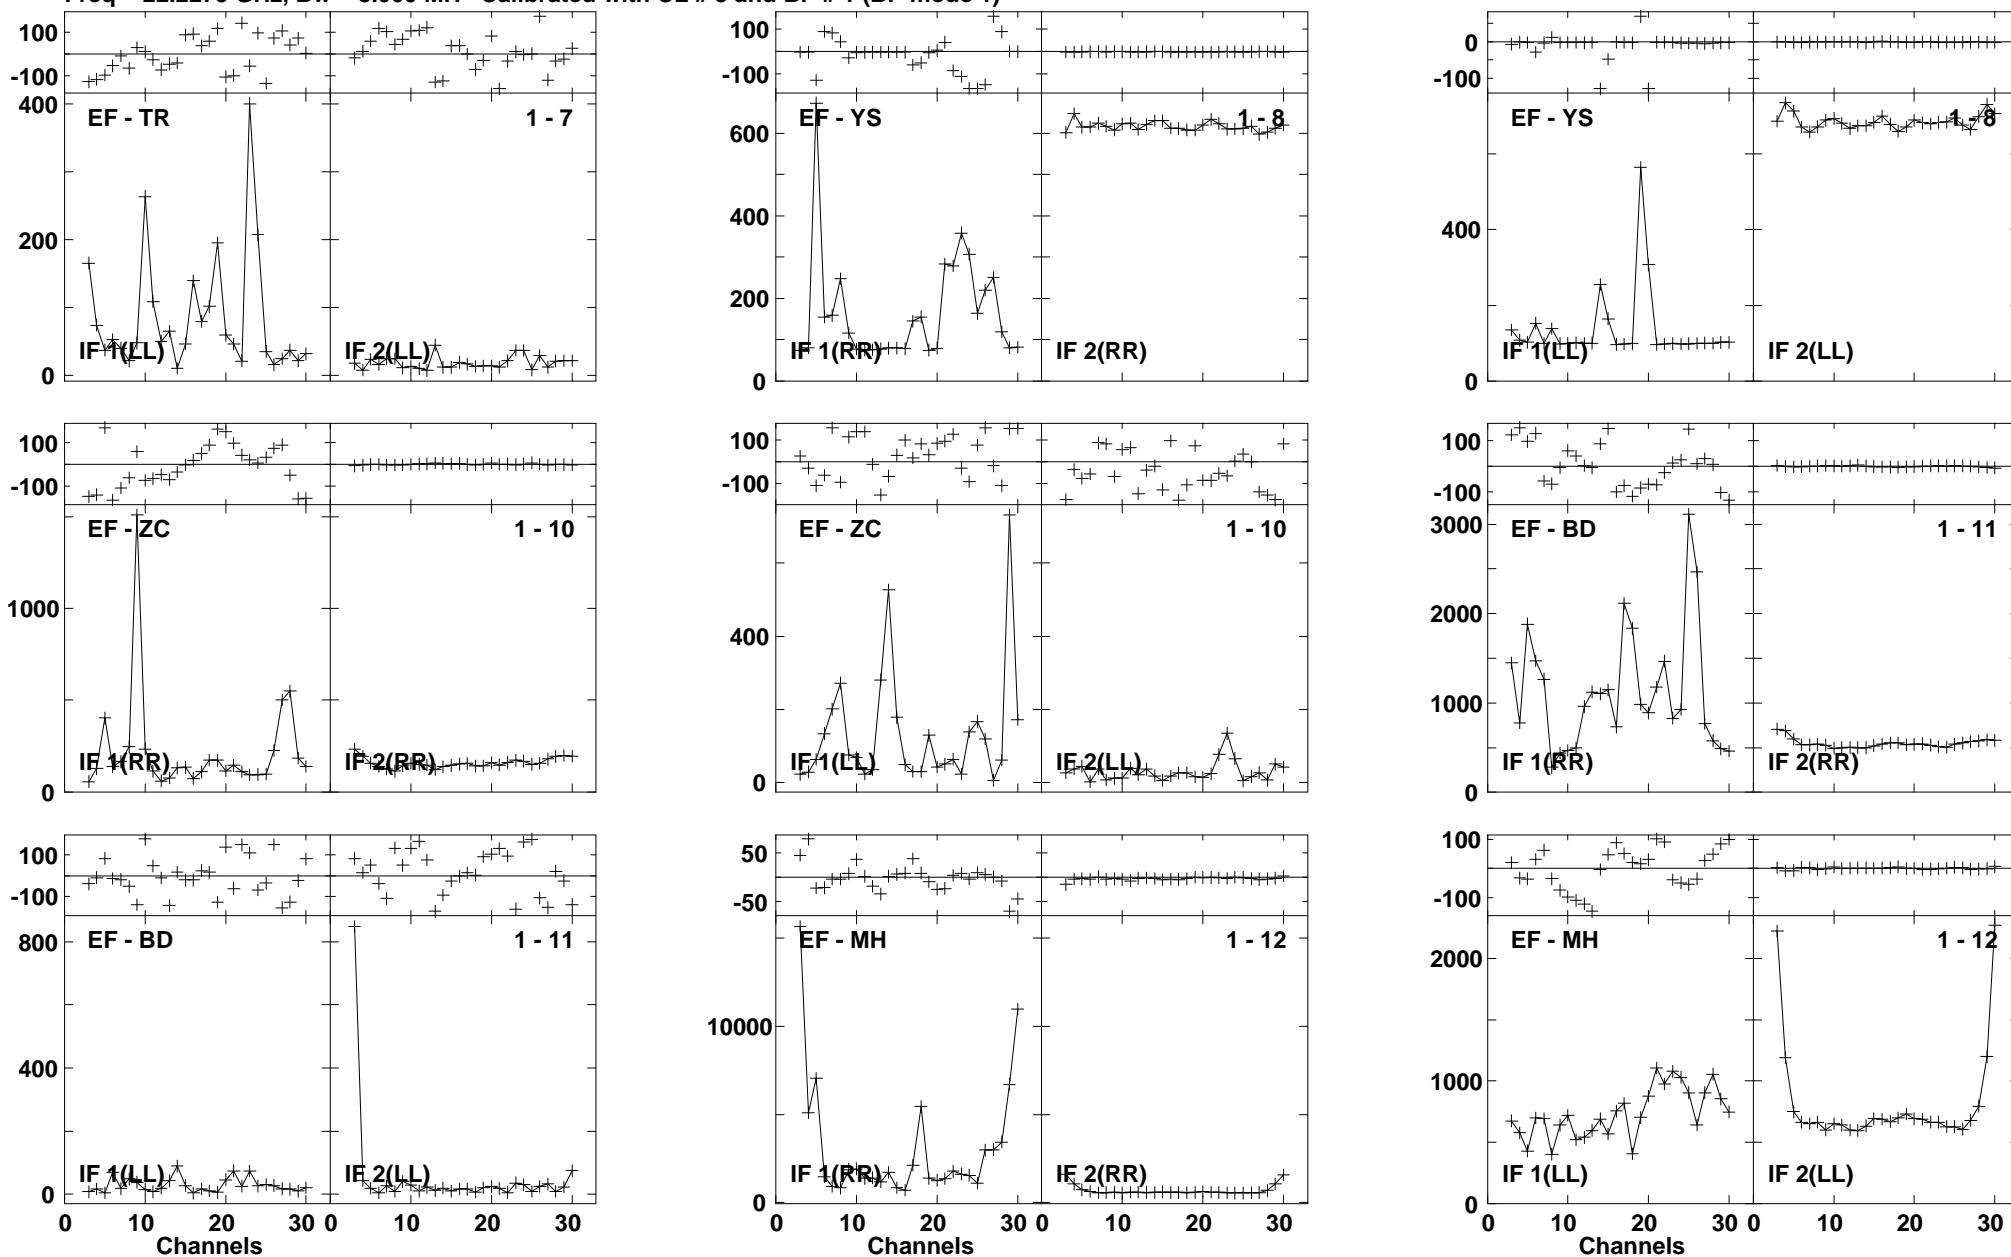 100
-100
400
EF - TR
1 - 7
200
IF 1(LL)
IF 2(LL)
0
100
-100
EF - YS
1 - 8
600
400
200
IF 1(RR)
IF 2(RR)
0
0
-100
EF - YS
1 - 8
400
IF 1(LL)
IF 2(LL)
0
100
-100
EF - ZC
1 - 10
1000
IF 1(RR)
IF 2(RR)
0
100
-100
EF - ZC
1 - 10
400
IF 1(LL)
IF 2(LL)
0
100
-100
3000
EF - BD
1 - 11
2000
1000
IF 1(RR)
IF 2(RR)
0
100
-100
EF - BD
1 - 11
800
400
IF 1(LL)
IF 2(LL)
0
0 10 20 30 0 10 20 30
Channels
50
-50
EF - MH
1 - 12
10000
IF 1(RR)
IF 2(RR)
0
0 10 20 30 0 10 20 30
Channels
100
-100
EF - MH
1 - 12
2000
1000
IF 1(LL)
IF 2(LL)
0
0 10 20 30 0 10 20 30
Channels